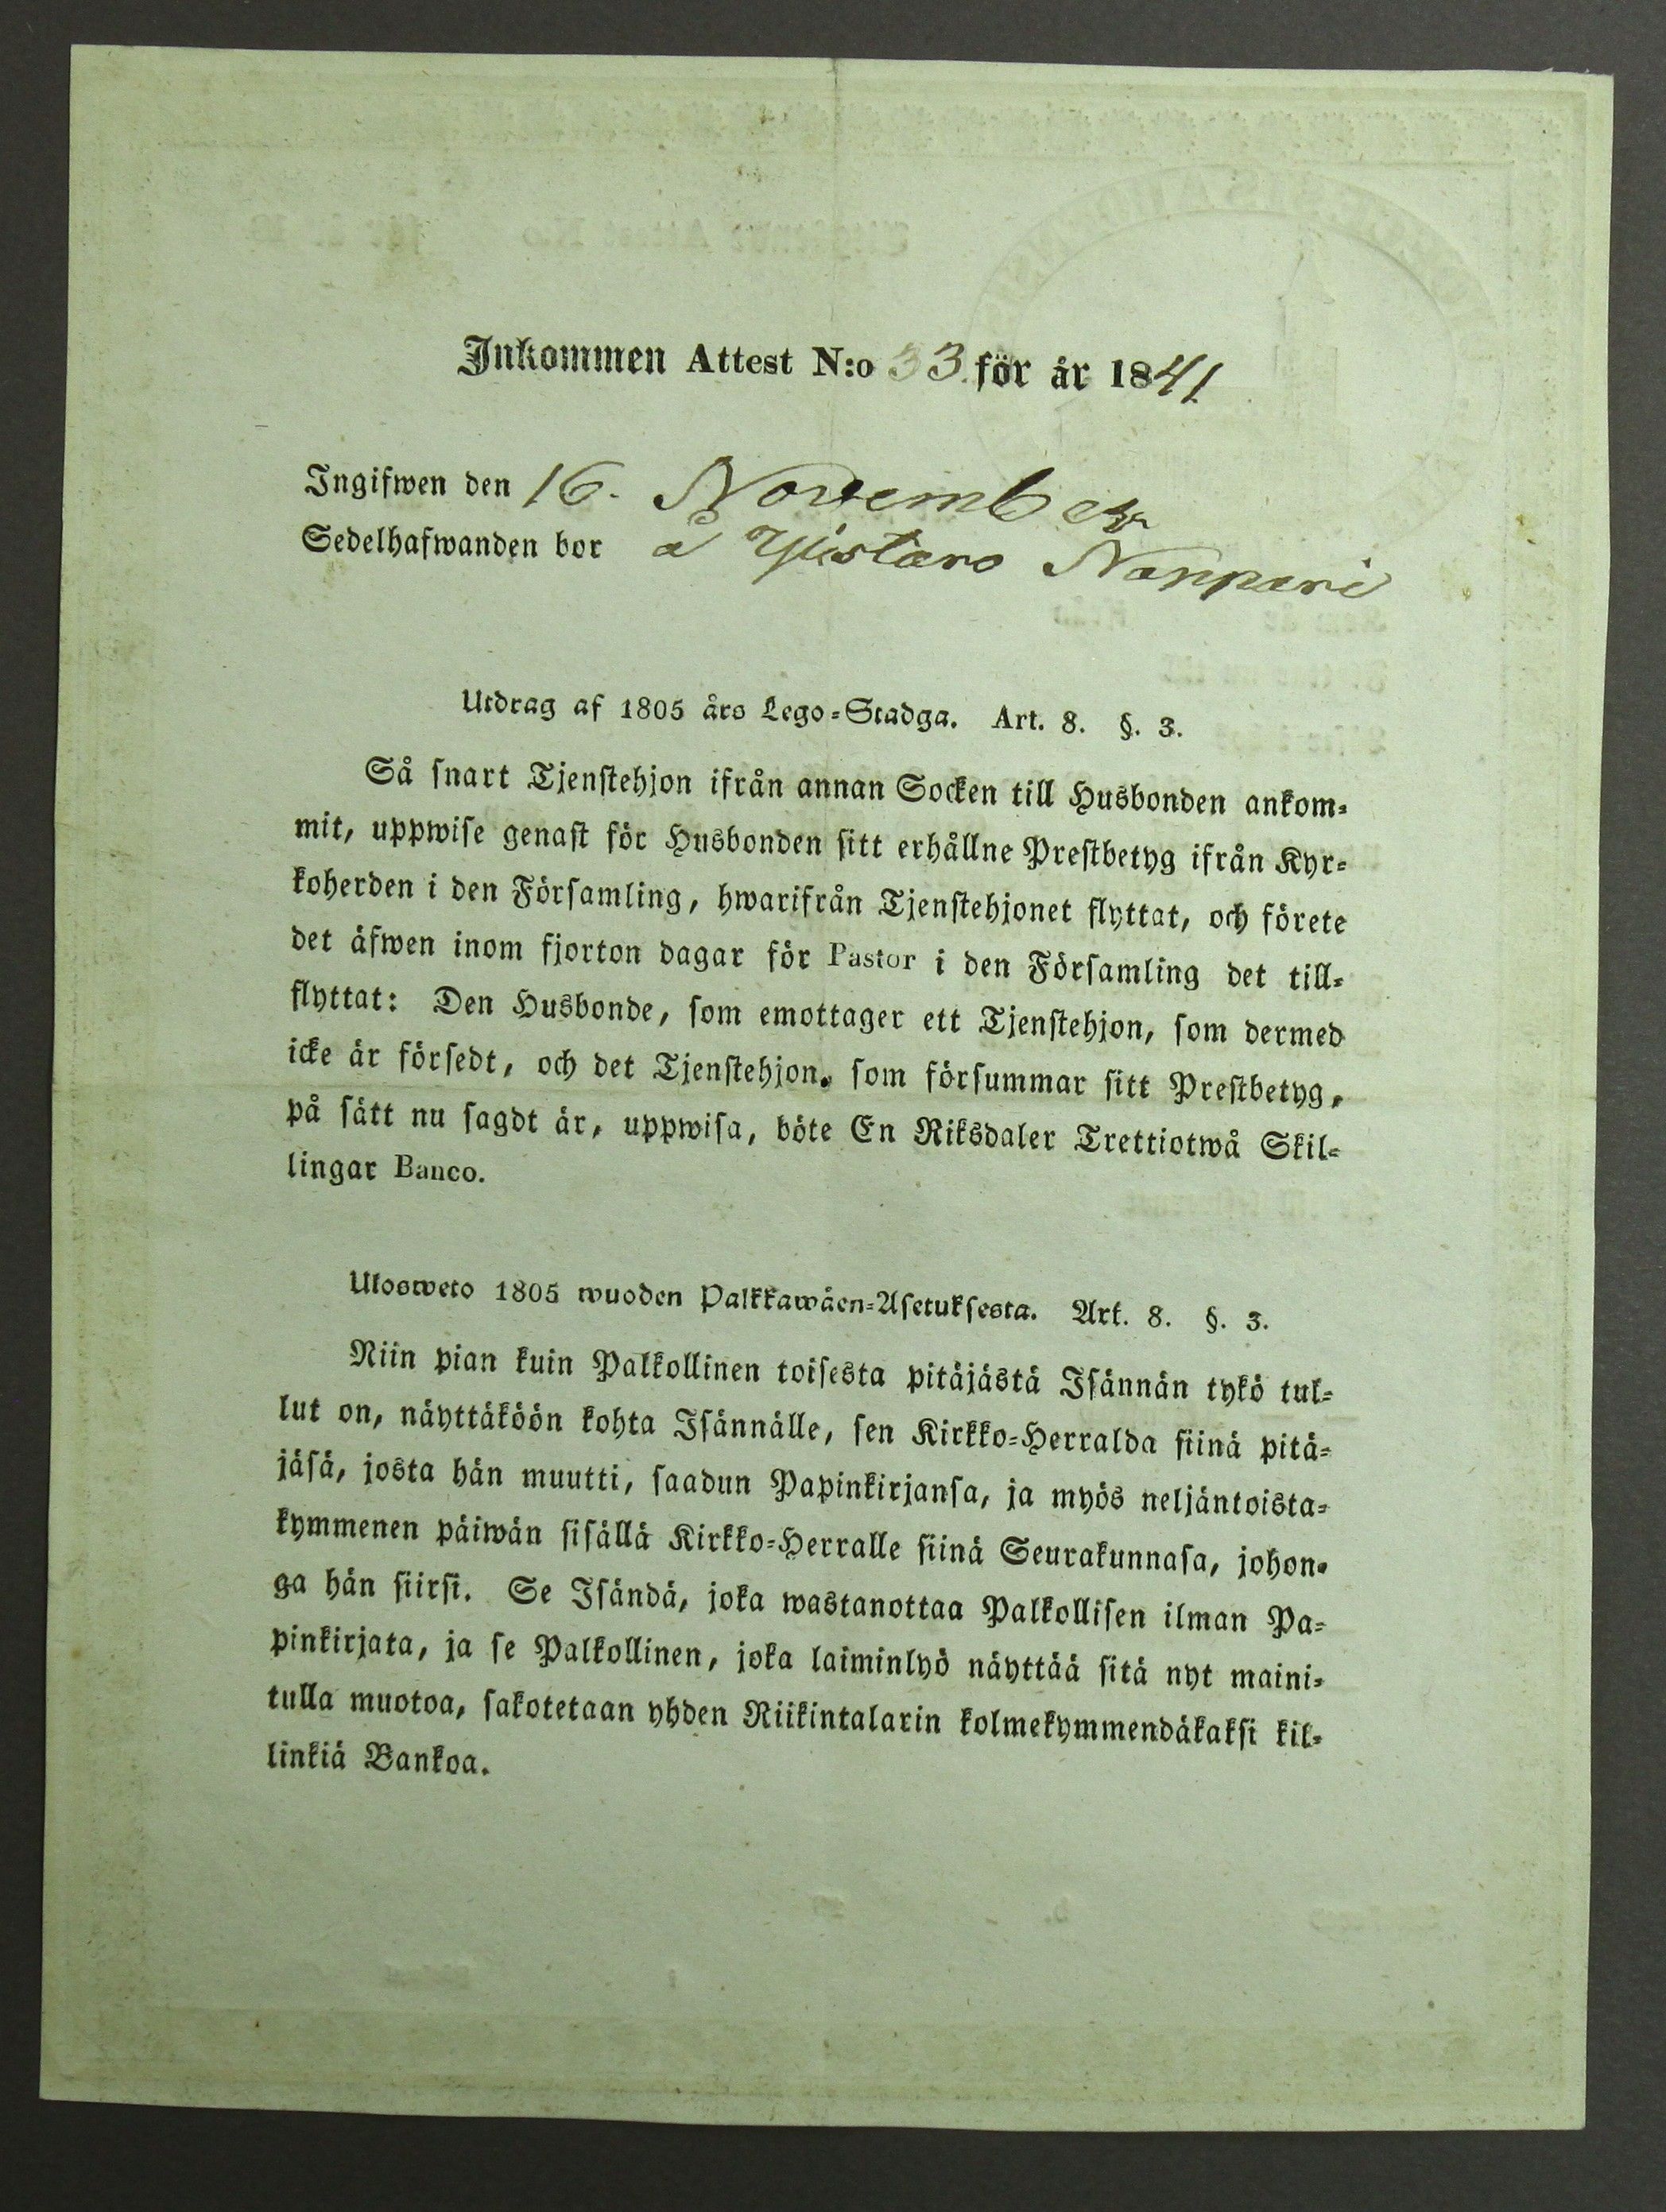 Inkommen Attest N:o 33. för år 1841
Ingifwen den 16. November
Sedelhafwanden bor å Ylistaro Napperi
Utdrag af 1805 års Lego-Stadga. Art. 8. §. 3.
Så snart Tjenstehjon ifrån annan Socken till Husbonden ankom-
mit, uppwise genast för Husbonden sitt erhållne Prestbetyg ifrån Kyr-
koherden i den Församling, hwarifrån Tjenstehjonet flyttat, och förete
det äfwen inom fjorton dagar för Pastor i den Församling det till-
flyttat: Den Husbonde, som emottager ett Tjenstehjon, som dermed
icke är försedt, och det Tjenstehjon, som försummar sitt Prestbetyg,
på sätt nu sagdt är, uppwisa, böte En Riksdaler Trettiotwå Skil-
lingar Banco.
Ulosweto 1805 wuoden Palkkawäen-Asetuksesta. Art. 8. §. 3.
Niin pian kuin Palkollinen toisesta pitäjästä Isännän tykö tul-
lut on, näyttäköön kohta Isännälle, sen Kirkko-Herralda siinä pitä-
jäsä, josta hän muutti, saadun Papinkirjansa, ja myös neljäntoista-
kymmenen päiwän sisällä Kirkko-Herralle siinä Seurakunnasa, johon-
ga hän siirsi. Se Isändä, joka wastanottaa Palkollisen ilman Pa-
pinkirjata, ja se Palkollinen, joka laiminlyö näyttää sitä nyt maini-
tulla muotoa, sakotetaan yhden Riikintalarin kolmekymmendäkaksi kil-
linkiä Bankoa.